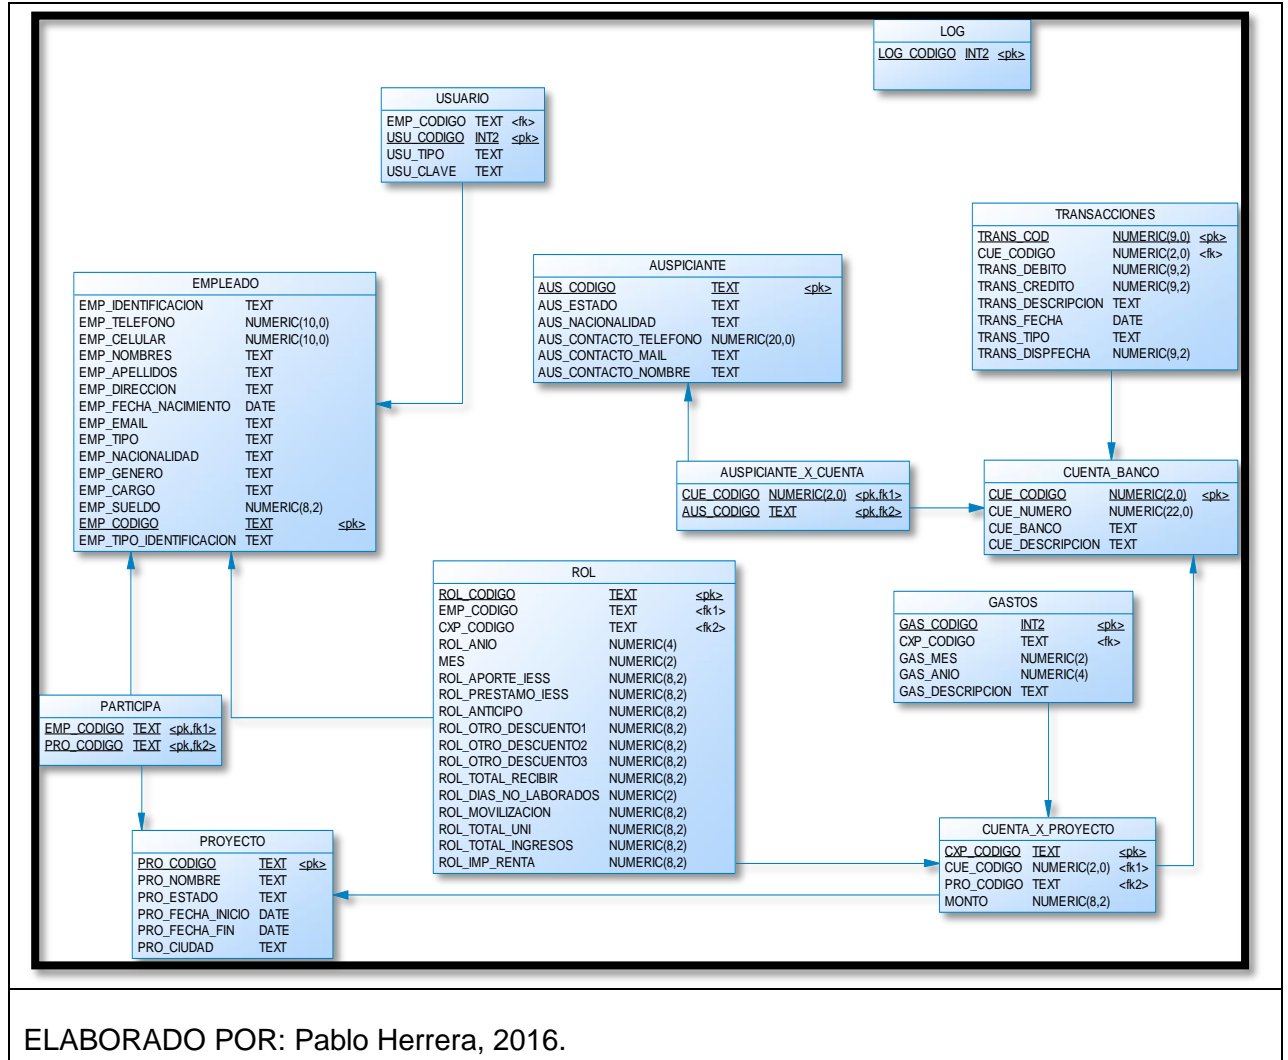 LOG
LOG_CODIGO INT2 <pk>
USUARIO
EMP_CODIGO TEXT <fk>
USU_CODIGO INT2 <pk>
USU_TIPO TEXT
USU_CLAVE TEXT
TRANSACCIONES
TRANS_COD NUMERIC(9,0) <pk>
CUE_CODIGO NUMERIC(2,0) <fk>
TRANS_DEBITO NUMERIC(9,2)
TRANS_CREDITO NUMERIC(9,2)
TRANS_DESCRIPCION TEXT
TRANS_FECHA DATE
TRANS_TIPO TEXT
TRANS_DISPFECHA NUMERIC(9,2)
AUSPICIANTE
AUS_CODIGO TEXT <pk>
AUS_ESTADO TEXT
AUS_NACIONALIDAD TEXT
AUS_CONTACTO_TELEFONO NUMERIC(20,0)
AUS_CONTACTO_MAIL TEXT
AUS_CONTACTO_NOMBRE TEXT
EMPLEADO
EMP_IDENTIFICACION TEXT
EMP_TELEFONO NUMERIC(10,0)
EMP_CELULAR NUMERIC(10,0)
EMP_NOMBRES TEXT
EMP_APELLIDOS TEXT
EMP_DIRECCION TEXT
EMP_FECHA_NACIMIENTO DATE
EMP_EMAIL TEXT
EMP_TIPO TEXT
EMP_NACIONALIDAD TEXT
EMP_GENERO TEXT
EMP_CARGO TEXT
EMP_SUELDO NUMERIC(8,2)
EMP_CODIGO TEXT <pk>
EMP_TIPO_IDENTIFICACION TEXT
AUSPICIANTE_X_CUENTA
CUE_CODIGO NUMERIC(2,0) <pk,fk1>
AUS_CODIGO TEXT <pk,fk2>
CUENTA_BANCO
CUE_CODIGO NUMERIC(2,0) <pk>
CUE_NUMERO NUMERIC(22,0)
CUE_BANCO TEXT
CUE_DESCRIPCION TEXT
ROL
ROL_CODIGO TEXT <pk>
EMP_CODIGO TEXT <fk1>
CXP_CODIGO TEXT <fk2>
ROL_ANIO NUMERIC(4)
MES NUMERIC(2)
ROL_APORTE_IESS NUMERIC(8,2)
ROL_PRESTAMO_IESS NUMERIC(8,2)
ROL_ANTICIPO NUMERIC(8,2)
ROL_OTRO_DESCUENTO1 NUMERIC(8,2)
ROL_OTRO_DESCUENTO2 NUMERIC(8,2)
ROL_OTRO_DESCUENTO3 NUMERIC(8,2)
ROL_TOTAL_RECIBIR NUMERIC(8,2)
ROL_DIAS_NO_LABORADOS NUMERIC(2)
ROL_MOVILIZACION NUMERIC(8,2)
ROL_TOTAL_UNI NUMERIC(8,2)
ROL_TOTAL_INGRESOS NUMERIC(8,2)
ROL_IMP_RENTA NUMERIC(8,2)
GASTOS
GAS_CODIGO INT2 <pk>
CXP_CODIGO TEXT <fk>
GAS_MES NUMERIC(2)
GAS_ANIO NUMERIC(4)
GAS_DESCRIPCION TEXT
PARTICIPA
EMP_CODIGO TEXT <pk,fk1>
PRO_CODIGO TEXT <pk,fk2>
PROYECTO
PRO_CODIGO TEXT <pk>
PRO_NOMBRE TEXT
PRO_ESTADO TEXT
PRO_FECHA_INICIO DATE
PRO_FECHA_FIN DATE
PRO_CIUDAD TEXT
CUENTA_X_PROYECTO
CXP_CODIGO TEXT <pk>
CUE_CODIGO NUMERIC(2,0) <fk1>
PRO_CODIGO TEXT <fk2>
MONTO NUMERIC(8,2)
ELABORADO POR: Pablo Herrera, 2016.